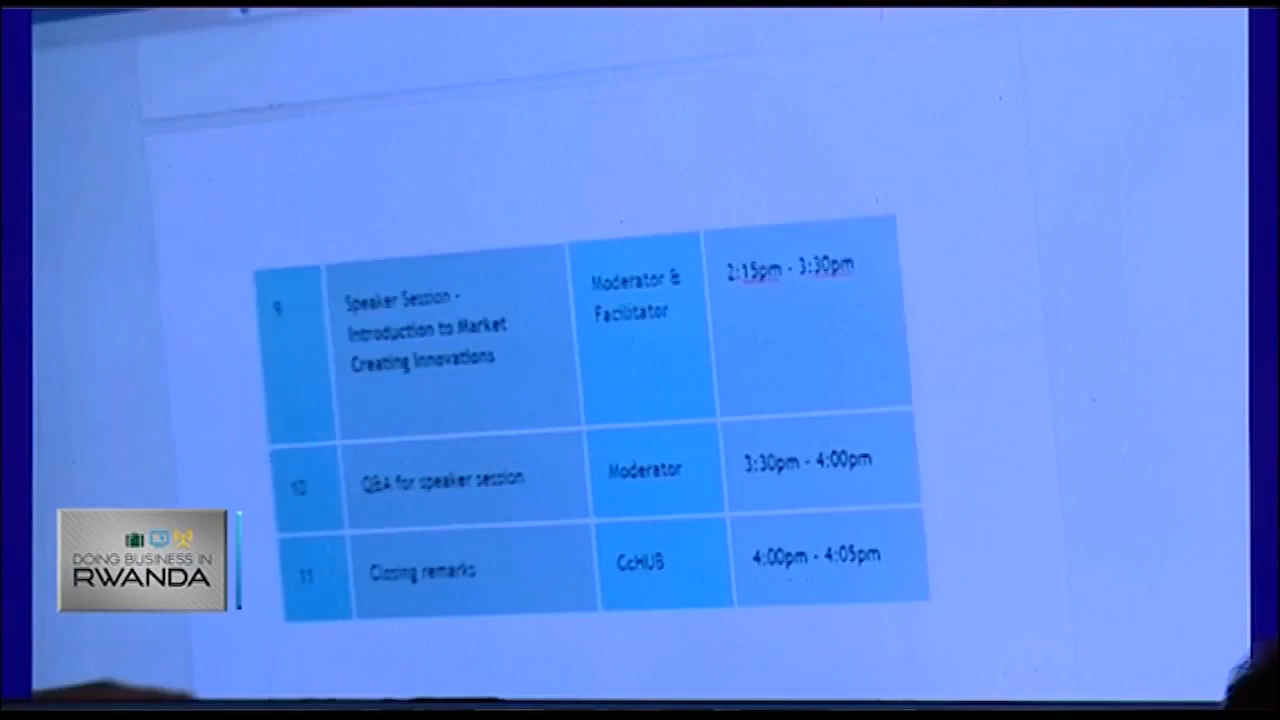 9
Speaker Session -
Introduction to Market
Creating Innovations
Moderator &
Facilitator
2:15pm - 3:30pm
10
Q&A for speaker session
Moderator
3:30pm - 4:00pm
11
Closing remarks
CcHUB
4:00pm - 4:05pm
DOING BUSINESS IN
RWANDA